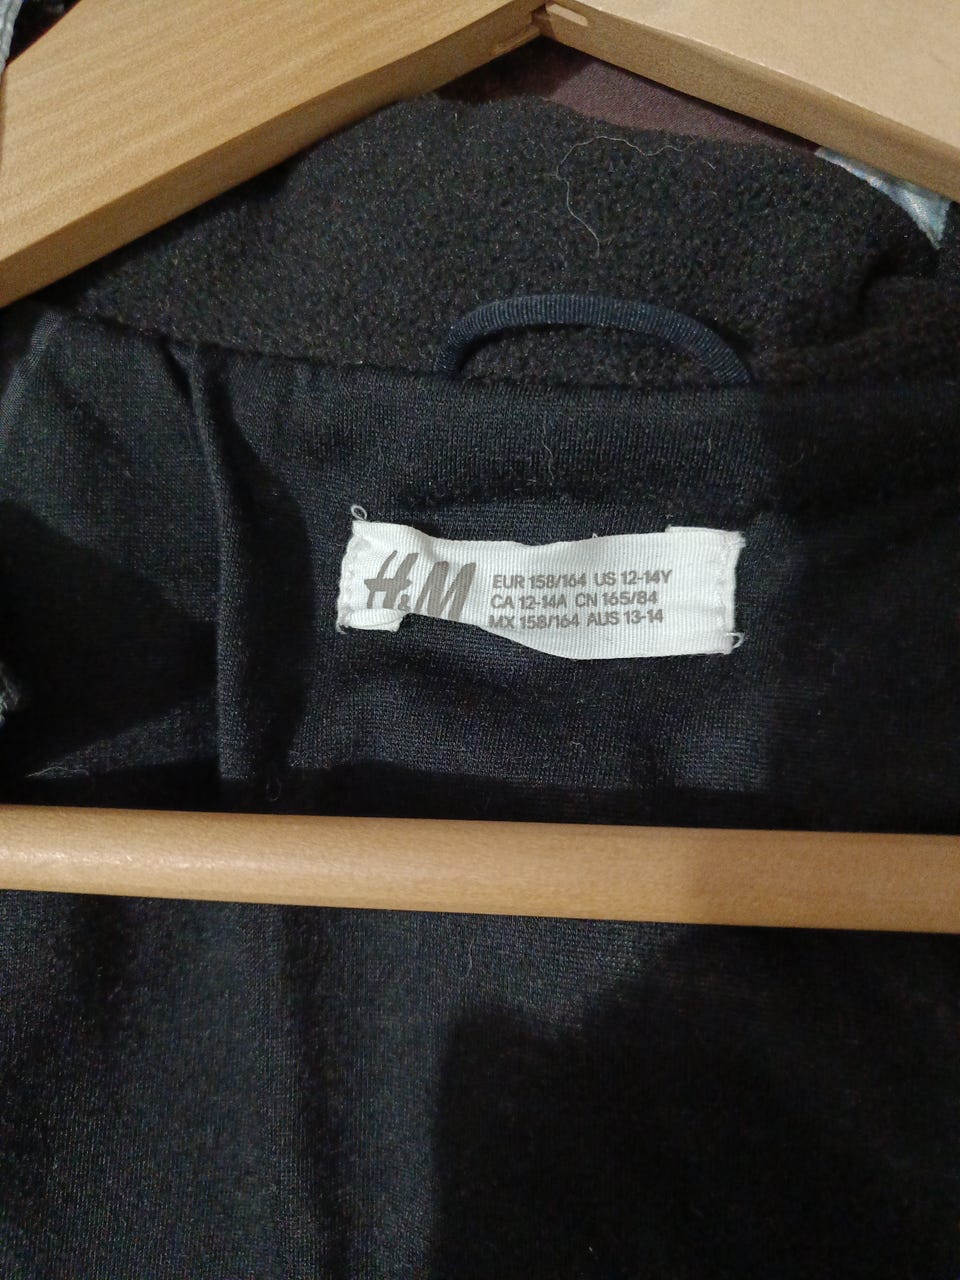 H&M
EUR 158/164 US 12-14Y
CA 12-14A CN 165/84
MX 158/164 AUS 13-14